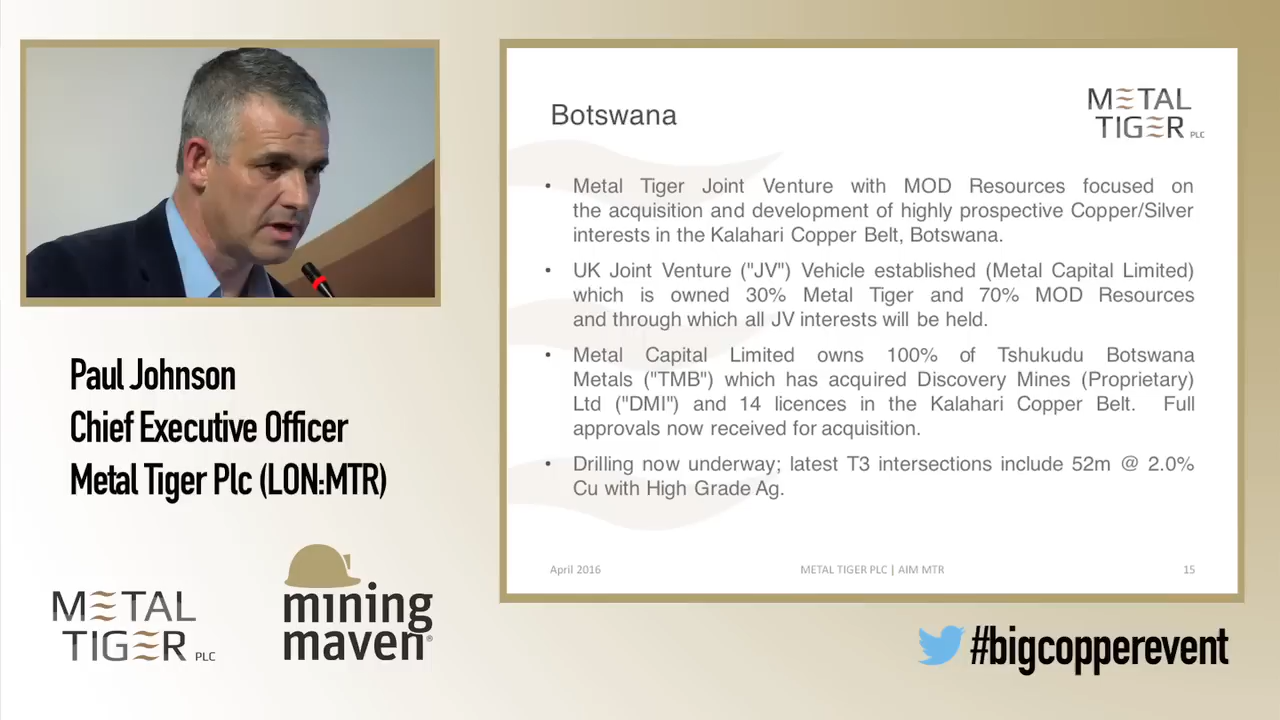 Paul Johnson
Chief Executive Officer
Metal Tiger Plc (LON:MTR)
METAL
TIGER PLC
mining
maven®
Botswana
METAL
TIGER PLC
• Metal Tiger Joint Venture with MOD Resources focused on
the acquisition and development of highly prospective Copper/Silver
interests in the Kalahari Copper Belt, Botswana.
• UK Joint Venture ("JV") Vehicle established (Metal Capital Limited)
which is owned 30% Metal Tiger and 70% MOD Resources
and through which all JV interests will be held.
• Metal Capital Limited owns 100% of Tshukudu Botswana
Metals ("TMB") which has acquired Discovery Mines (Proprietary)
Ltd ("DMI") and 14 licences in the Kalahari Copper Belt. Full
approvals now received for acquisition.
• Drilling now underway; latest T3 intersections include 52m @ 2.0%
Cu with High Grade Ag.
April 2016
METAL TIGER PLC | AIM MTR
15
#bigcopperevent